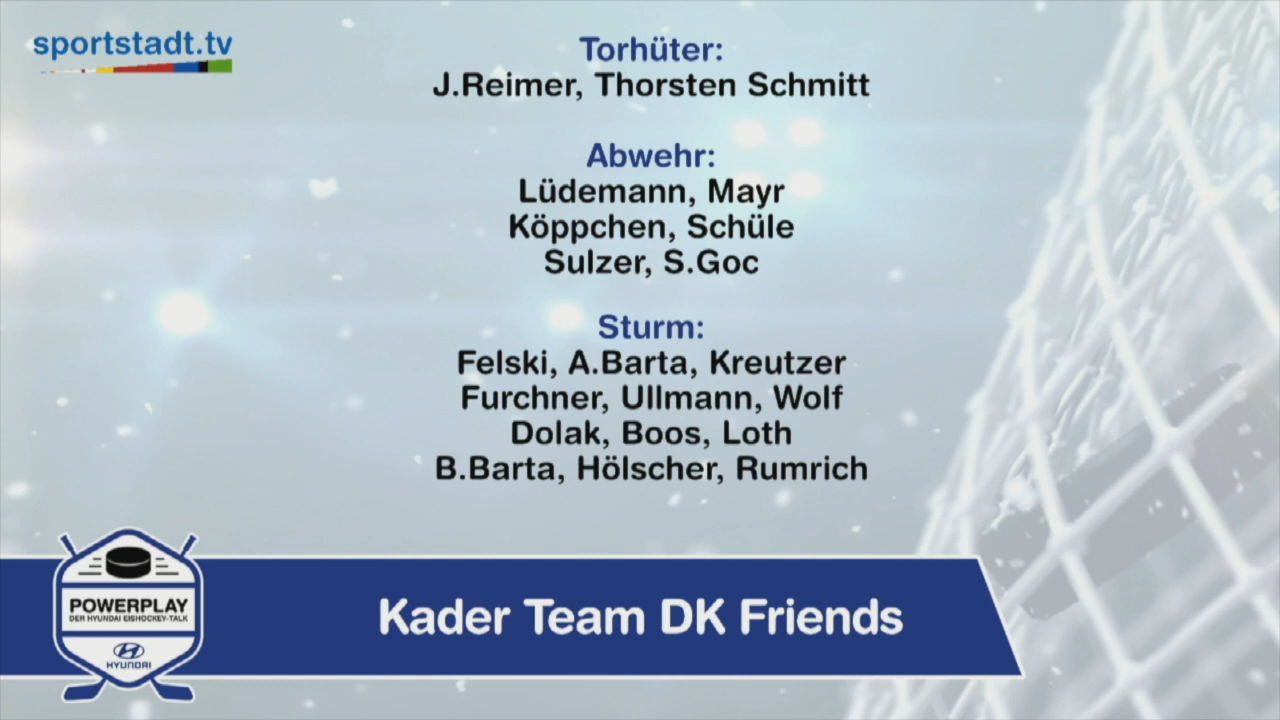 sportstadt.tv
Torhüter:
J.Reimer, Thorsten Schmitt
Abwehr:
Lüdemann, Mayr
Köppchen, Schüle
Sulzer, S.Goc
Sturm:
Felski, A.Barta, Kreutzer
Furchner, Ullmann, Wolf
Dolak, Boos, Loth
B.Barta, Hölscher, Rumrich
POWERPLAY
DER HYUNDAI EISHOCKEY-TALK
HYUNDAI
Kader Team DK Friends